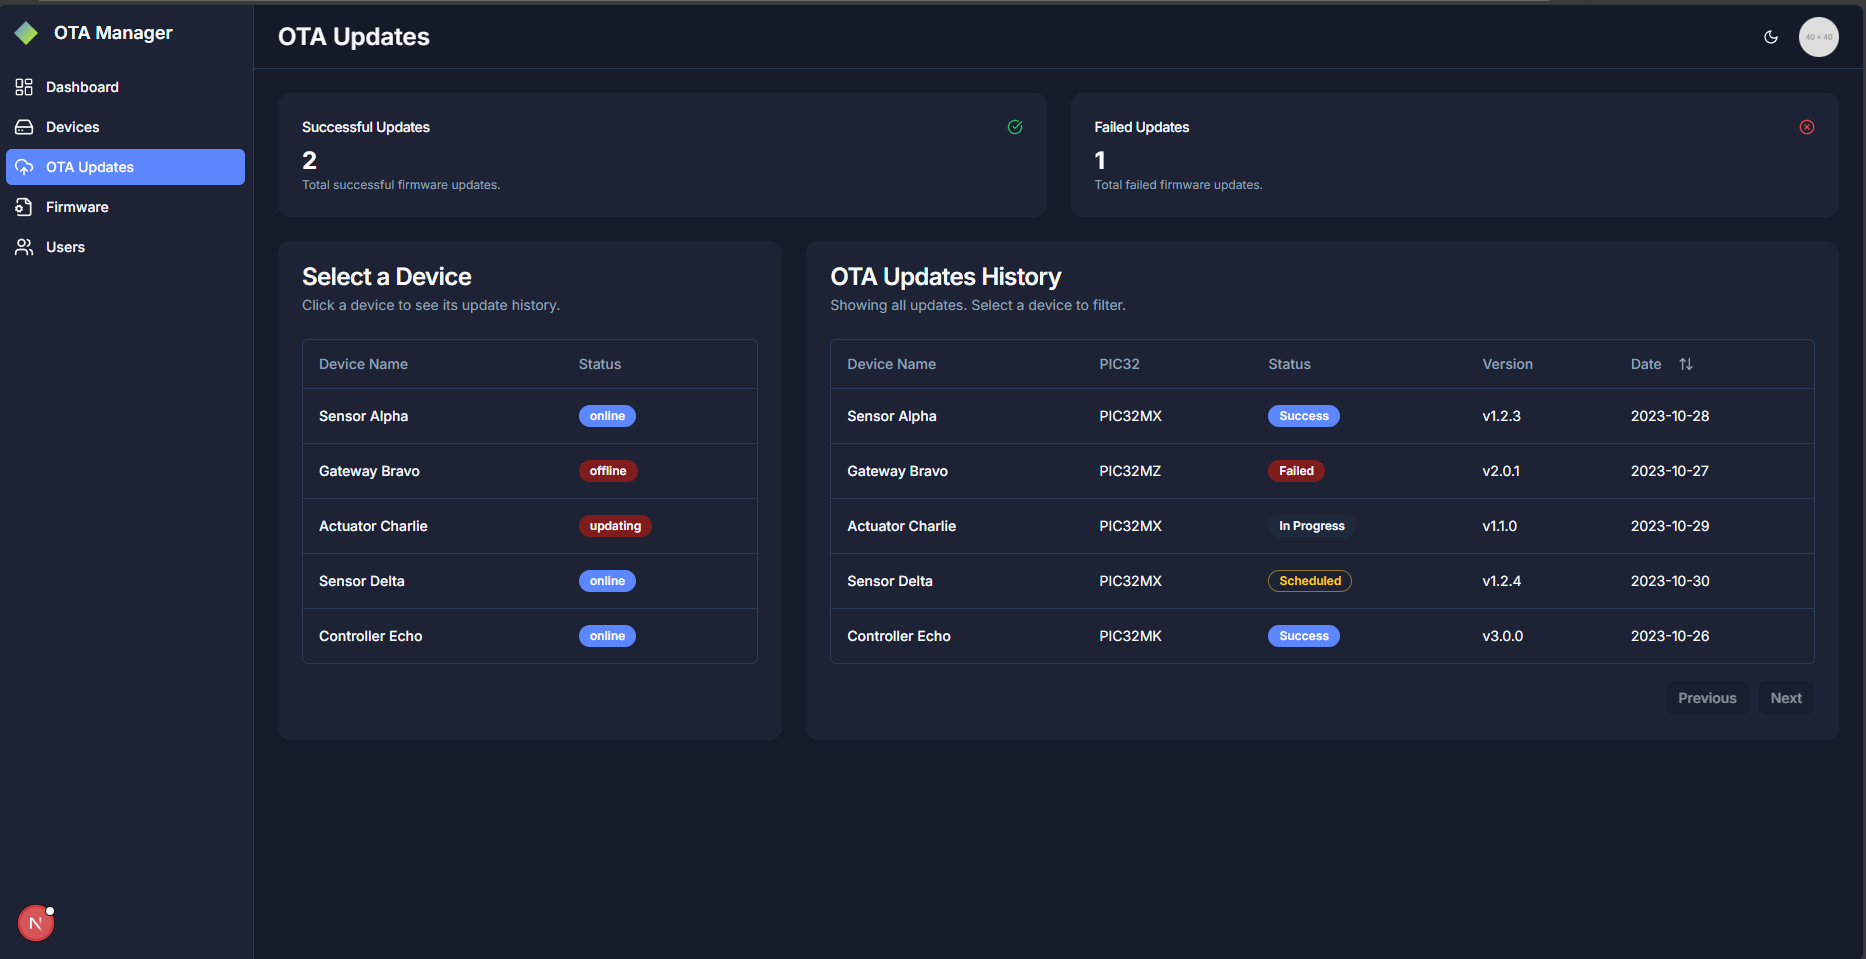 OTA Manager
Dashboard
Devices
OTA Updates
Firmware
Users
N
OTA Updates
40 × 40
Successful Updates
2
Total successful firmware updates.
Failed Updates
1
Total failed firmware updates.
Select a Device
Click a device to see its update history.
Device Name Status
Sensor Alpha online
Gateway Bravo offline
Actuator Charlie updating
Sensor Delta online
Controller Echo online
OTA Updates History
Showing all updates. Select a device to filter.
Device Name PIC32 Status Version Date
Sensor Alpha PIC32MX Success v1.2.3 2023-10-28
Gateway Bravo PIC32MZ Failed v2.0.1 2023-10-27
Actuator Charlie PIC32MX In Progress v1.1.0 2023-10-29
Sensor Delta PIC32MX Scheduled v1.2.4 2023-10-30
Controller Echo PIC32MK Success v3.0.0 2023-10-26
Previous Next